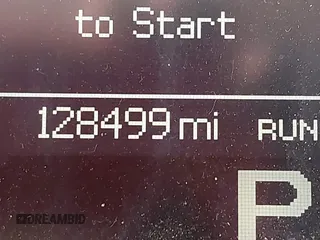 to Start
128499 mi RUN
P
DREAMBID